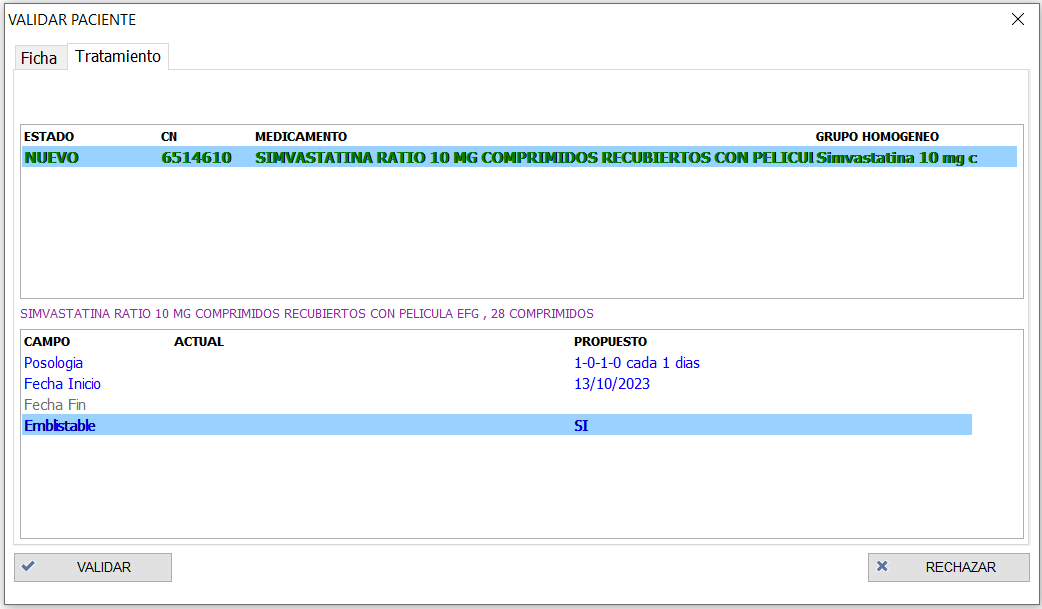 VALIDAR PACIENTE
Ficha Tratamiento
ESTADO CN MEDICAMENTO GRUPO HOMOGENEO
NUEVO 6514610 SIMVASTATINA RATIO 10 MG COMPRIMIDOS RECUBIERTOS CON PELICUI Simvastatina 10 mg c
SIMVASTATINA RATIO 10 MG COMPRIMIDOS RECUBIERTOS CON PELICULA EFG , 28 COMPRIMIDOS
CAMPO ACTUAL PROPUESTO
Posologia 1-0-1-0 cada 1 dias
Fecha Inicio 13/10/2023
Fecha Fin
Emblistable SI
VALIDAR RECHAZAR